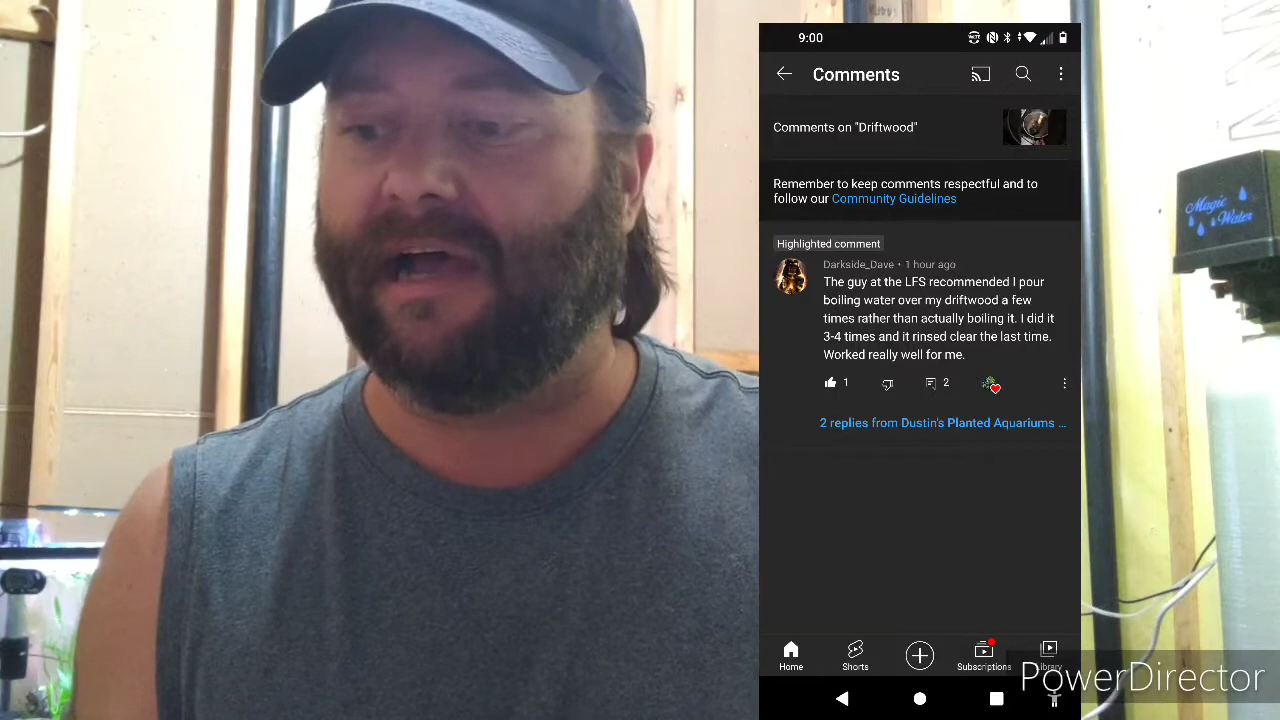 9:00
Comments
Comments on "Driftwood"
Remember to keep comments respectful and to
follow our Community Guidelines
Highlighted comment
Darkside_Dave • 1 hour ago
The guy at the LFS recommended I pour
boiling water over my driftwood a few
times rather than actually boiling it. I did it
3-4 times and it rinsed clear the last time.
Worked really well for me.
1
2
2 replies from Dustin's Planted Aquariums ...
Home
Shorts
Subscriptions
Library
PowerDirector
Magic
Water